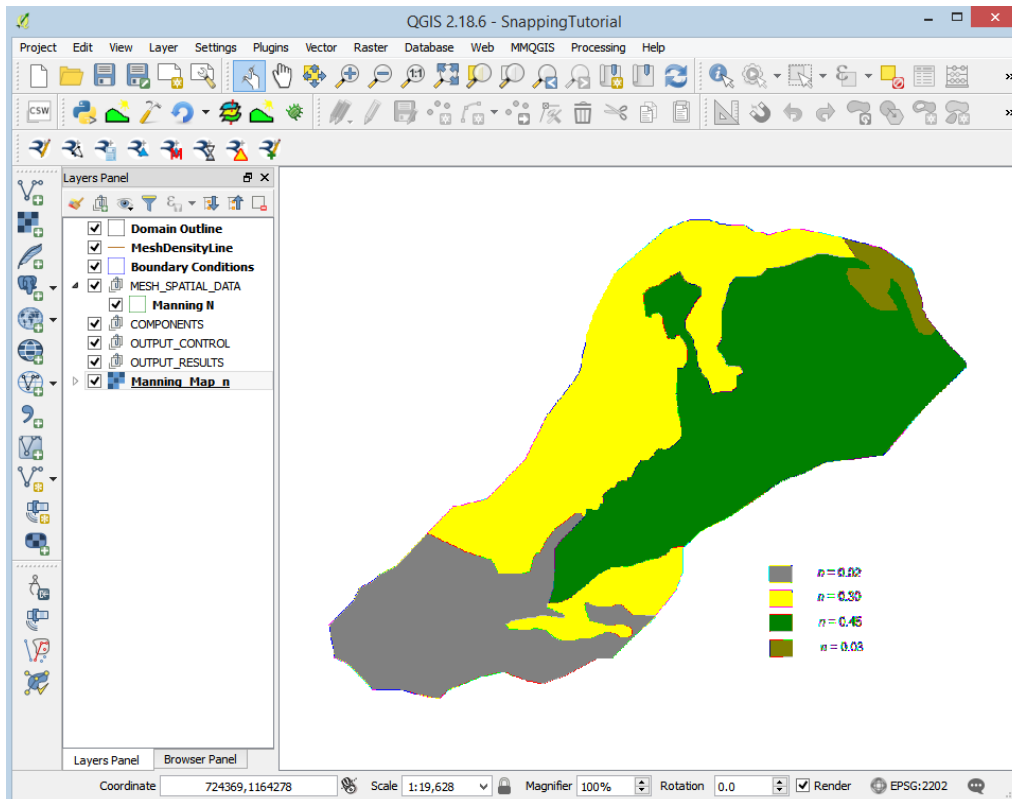 QGIS 2.18.6 - SnappingTutorial
Project Edit View Layer Settings Plugins Vector Raster Database Web MMQGIS Processing Help
1:1
CSW
Layers Panel
Domain Outline
MeshDensityLine
Boundary Conditions
MESH_SPATIAL_DATA
Manning N
COMPONENTS
OUTPUT_CONTROL
OUTPUT_RESULTS
Manning_Map_n
n = 0.02
n = 0.30
n = 0.45
n = 0.03
Layers Panel Browser Panel
Coordinate 724369,1164278 Scale 1:19,628 Magnifier 100% Rotation 0.0 Render EPSG:2202